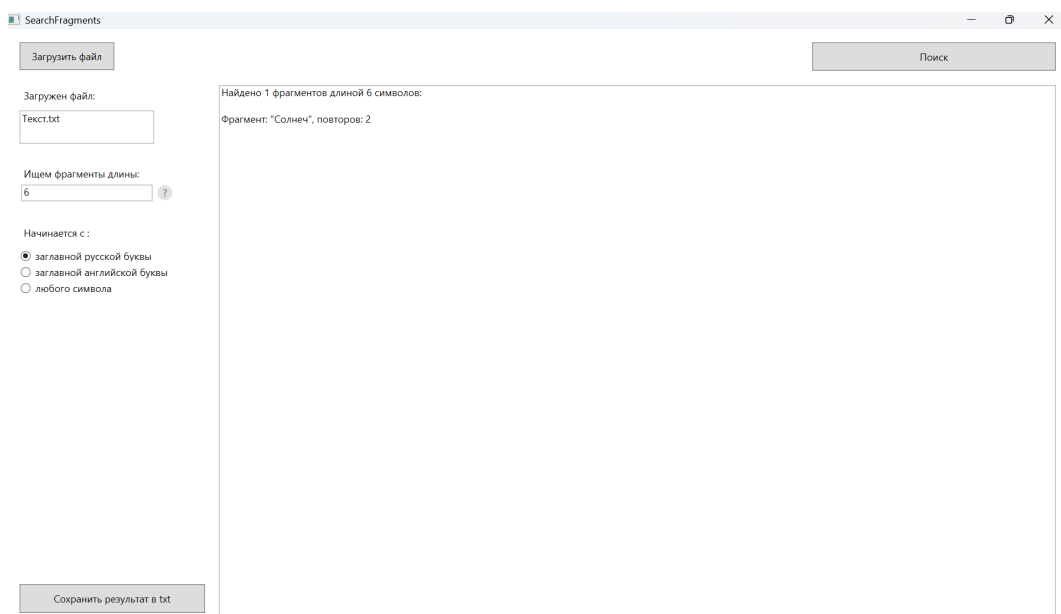 SearchFragments
Загрузить файл
Поиск
Загружен файл:
Текст.txt
Ищем фрагменты длины:
6
?
Начинается с :
заглавной русской буквы
заглавной английской буквы
любого символа
Найдено 1 фрагментов длиной 6 символов:
Фрагмент: "Солнеч", повторов: 2
Сохранить результат в txt